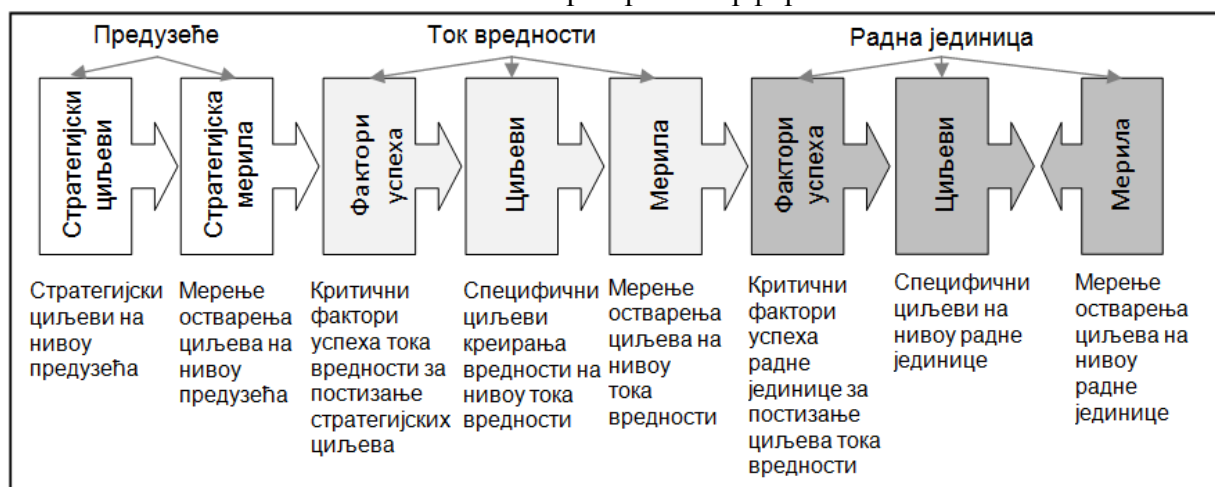 Предузеће
Ток вредности
Радна јединица
Стратегијски
циљеви
Стратегијска
мерила
Фактори
успеха
Циљеви
Мерила
Фактори
успеха
Циљеви
Мерила
Стратегијски
циљеви на
нивоу
предузећа
Мерење
остварења
циљева на
нивоу
предузећа
Критични
фактори
успеха тока
вредности за
постизање
стратегијских
циљева
Специфични
циљеви
креирања
вредности на
нивоу тока
вредности
Мерење
остварења
циљева на
нивоу
тока
вредности
Критични
фактори
успеха
радне
јединице за
постизање
циљева тока
вредности
Специфични
циљеви на
нивоу радне
јединице
Мерење
остварења
циљева на
нивоу
радне
јединице